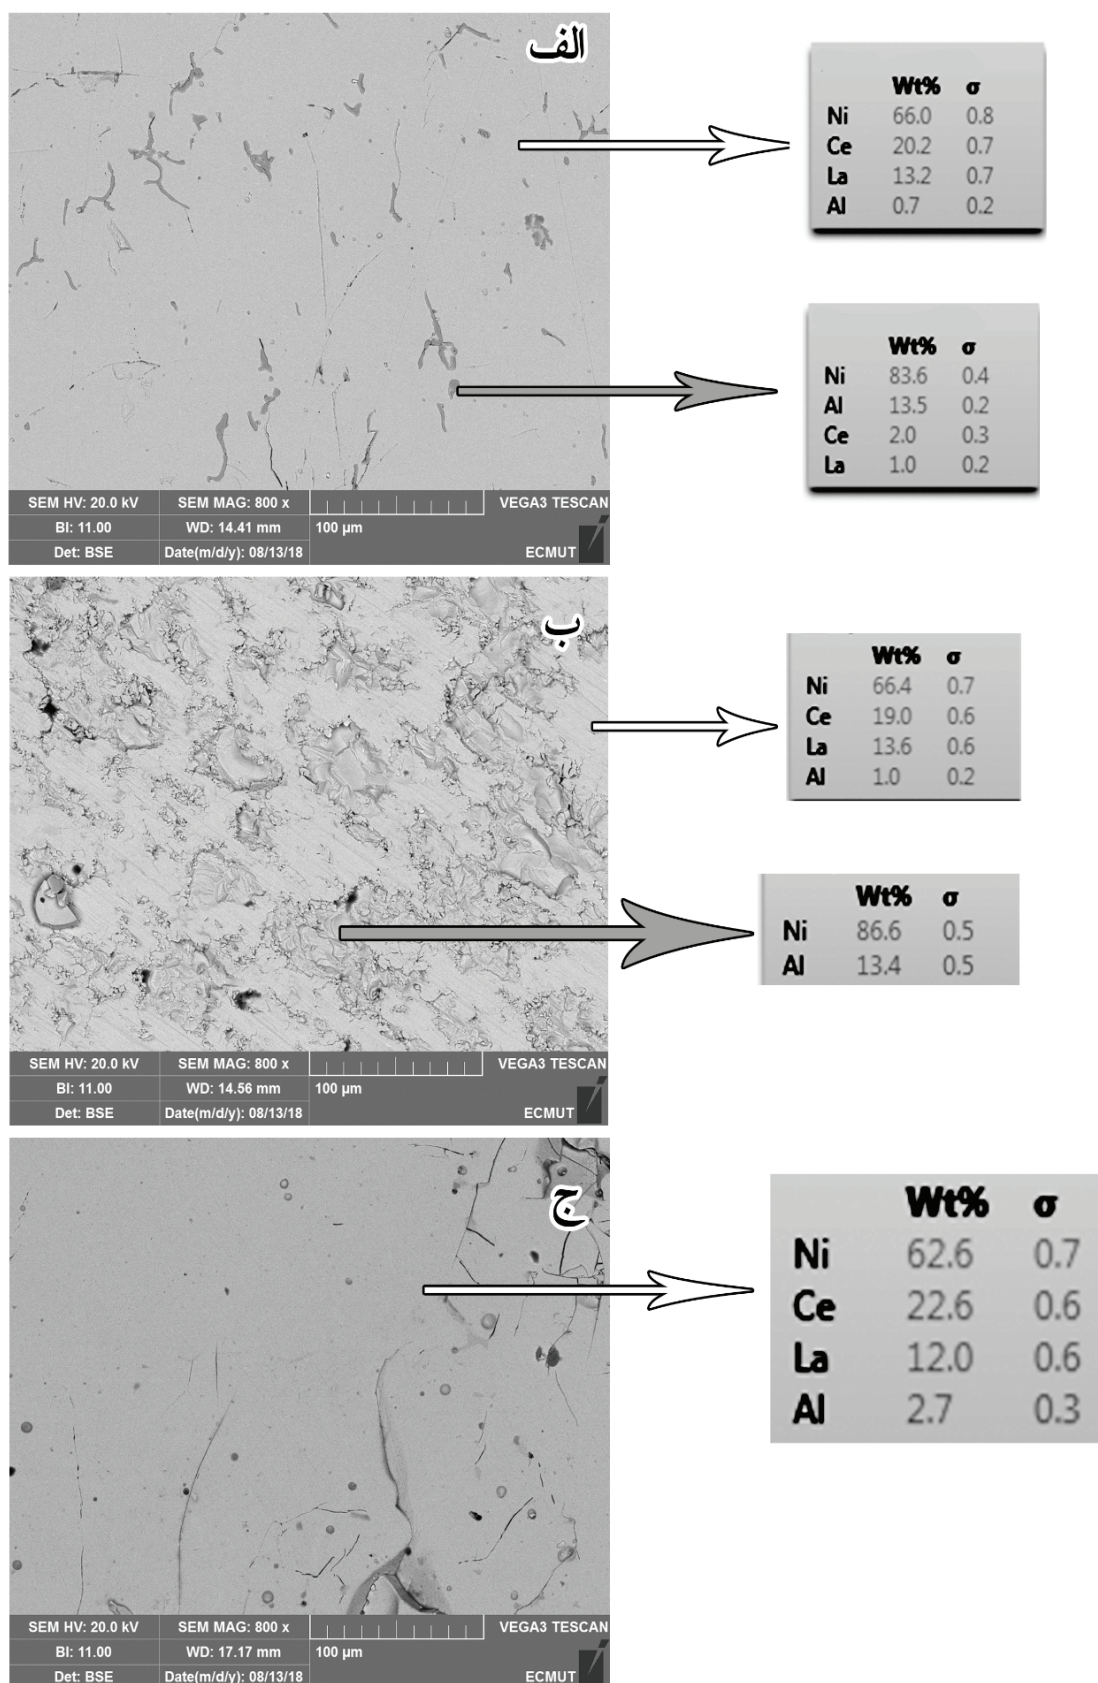 الف
Wt% σ
Ni 66.0 0.8
Ce 20.2 0.7
La 13.2 0.7
Al 0.7 0.2
Wt% σ
Ni 83.6 0.4
Al 13.5 0.2
Ce 2.0 0.3
La 1.0 0.2
SEM HV: 20.0 kV SEM MAG: 800 x VEGA3 TESCAN
BI: 11.00 WD: 14.41 mm 100 µm
Det: BSE Date(m/d/y): 08/13/18 ECMUT
ب
Wt% σ
Ni 66.4 0.7
Ce 19.0 0.6
La 13.6 0.6
Al 1.0 0.2
Wt% σ
Ni 86.6 0.5
Al 13.4 0.5
SEM HV: 20.0 kV SEM MAG: 800 x VEGA3 TESCAN
BI: 11.00 WD: 14.56 mm 100 µm
Det: BSE Date(m/d/y): 08/13/18 ECMUT
ج
Wt% σ
Ni 62.6 0.7
Ce 22.6 0.6
La 12.0 0.6
Al 2.7 0.3
SEM HV: 20.0 kV SEM MAG: 800 x VEGA3 TESCAN
BI: 11.00 WD: 17.17 mm 100 µm
Det: BSE Date(m/d/y): 08/13/18 ECMUT